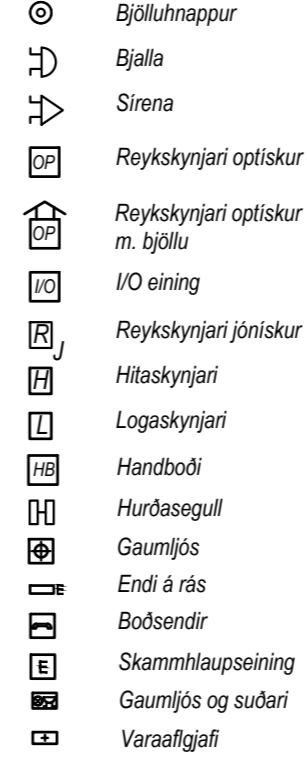 Bjölluhnappur
Bjalla
Sírena
OP Reykskynjari optískur
Reykskynjari optískur
OP m. bjöllu
I/O I/O eining
R J Reykskynjari jónískur
H Hitaskynjari
L Logaskynjari
HB Handboði
H Hurðasegull
Gaumljós
E Endi á rás
Boðsendir
E Skammhlaupseining
Gaumljós og suðari
Varaaflgjafi